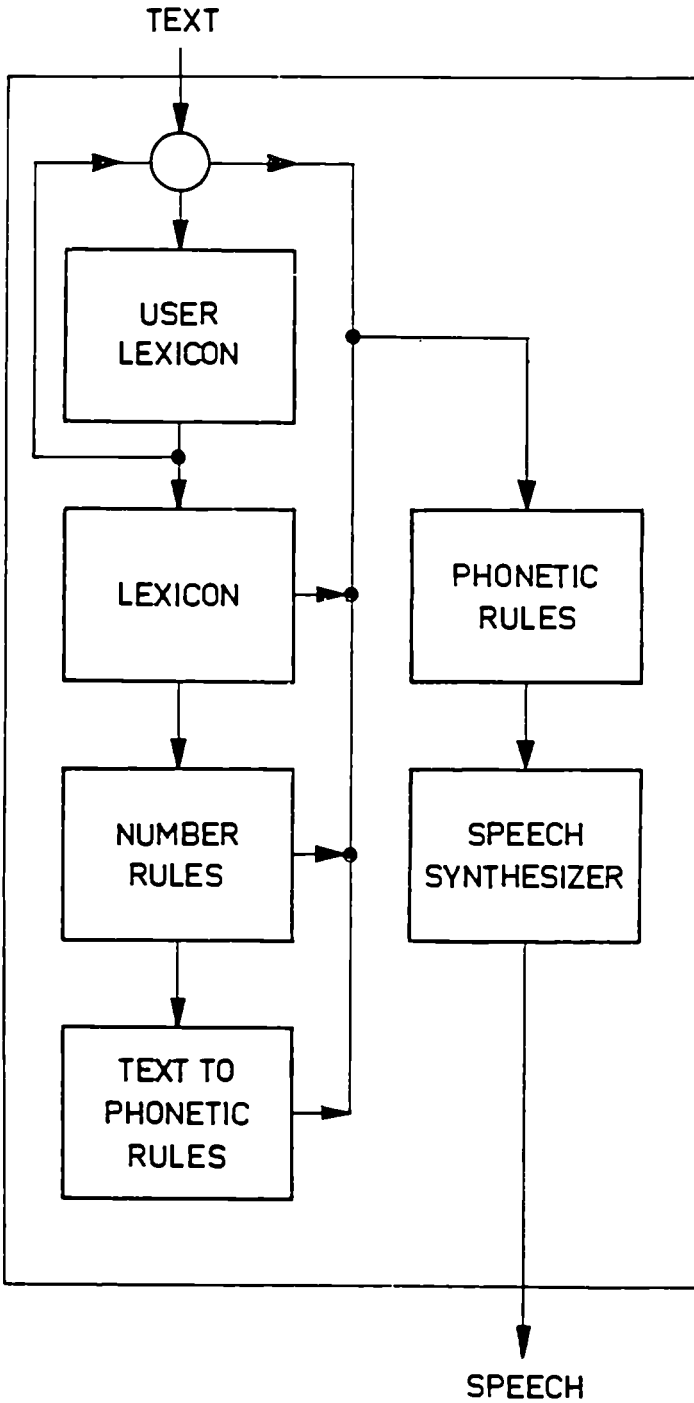 TEXT
USER
LEXICON
LEXICON
PHONETIC
RULES
NUMBER
RULES
SPEECH
SYNTHESIZER
TEXT TO
PHONETIC
RULES
SPEECH